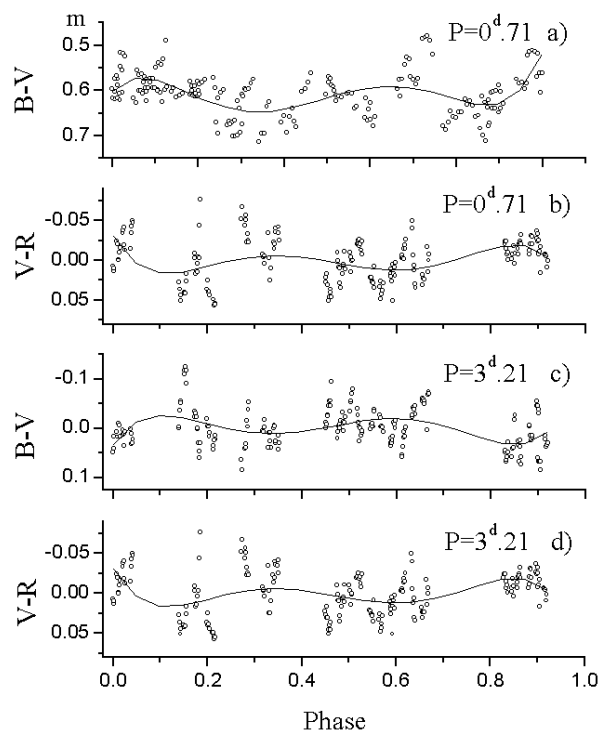 m
P=0ᵈ.71 a)
0.5
0.6
0.7
B-V
P=0ᵈ.71 b)
-0.05
0.00
0.05
V-R
P=3ᵈ.21 c)
-0.1
0.0
0.1
B-V
P=3ᵈ.21 d)
-0.05
0.00
0.05
V-R
0.0 0.2 0.4 0.6 0.8 1.0
Phase